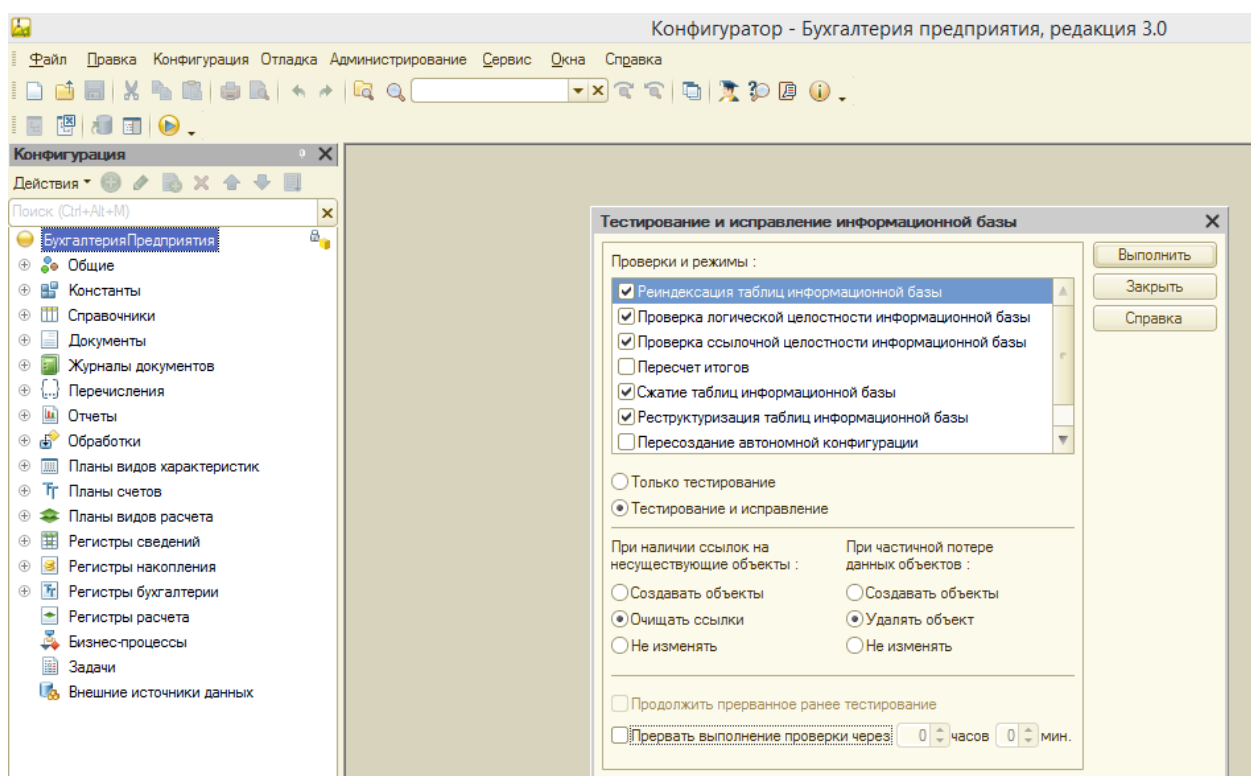 Конфигуратор - Бухгалтерия предприятия, редакция 3.0
Файл Правка Конфигурация Отладка Администрирование Сервис Окна Справка
Конфигурация
Действия
Поиск (Ctrl+Alt+M)
БухгалтерияПредприятия
Общие
Константы
Справочники
Документы
Журналы документов
Перечисления
Отчеты
Обработки
Планы видов характеристик
Планы счетов
Планы видов расчета
Регистры сведений
Регистры накопления
Регистры бухгалтерии
Регистры расчета
Бизнес-процессы
Задачи
Внешние источники данных
Тестирование и исправление информационной базы
Проверки и режимы :
Реиндексация таблиц информационной базы
Проверка логической целостности информационной базы
Проверка ссылочной целостности информационной базы
Пересчет итогов
Сжатие таблиц информационной базы
Реструктуризация таблиц информационной базы
Пересоздание автономной конфигурации
Только тестирование
Тестирование и исправление
При наличии ссылок на
несуществующие объекты :
Создавать объекты
Очищать ссылки
Не изменять
При частичной потере
данных объектов :
Создавать объекты
Удалять объект
Не изменять
Продолжить прерванное ранее тестирование
Прервать выполнение проверки через 0 часов 0 мин.
Выполнить
Закрыть
Справка